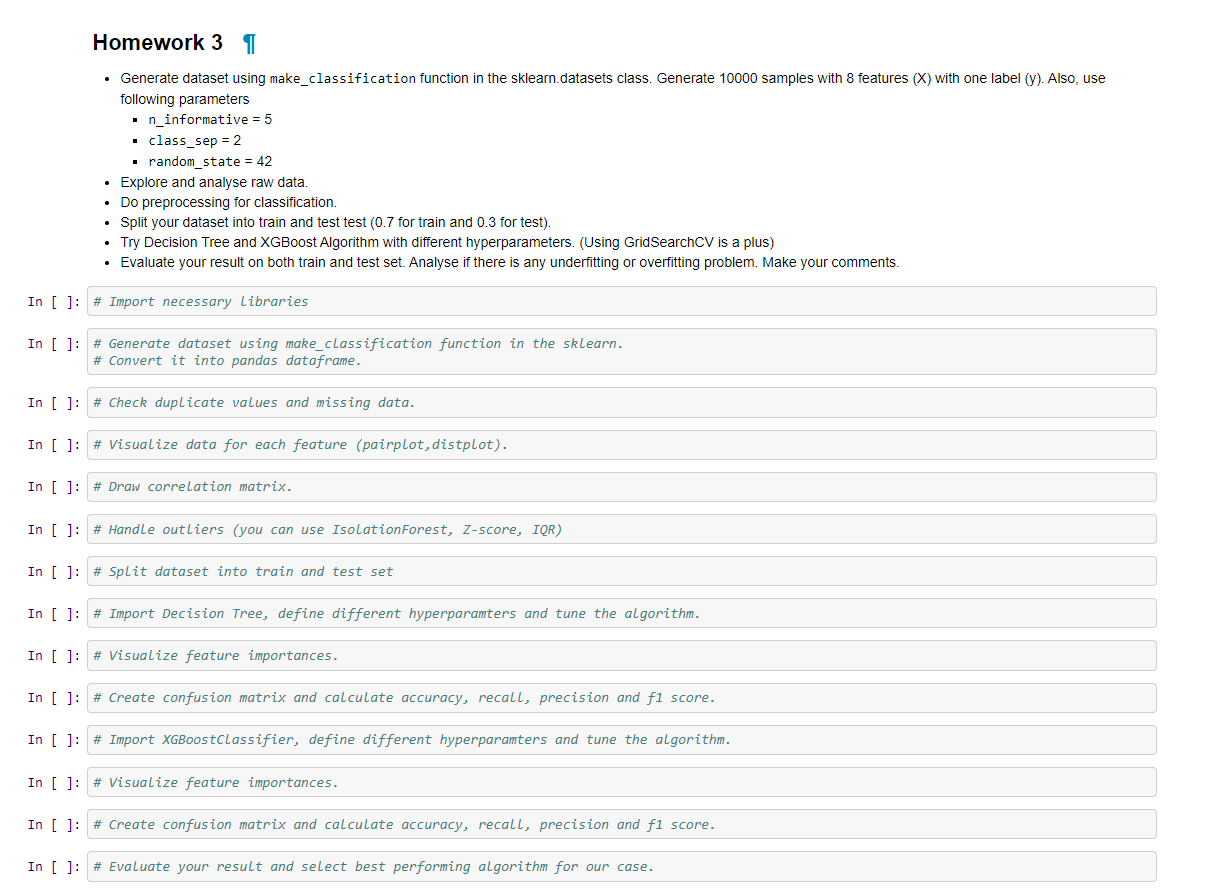 Homework 3 ¶
• Generate dataset using make_classification function in the sklearn.datasets class. Generate 10000 samples with 8 features (X) with one label (y). Also, use
following parameters
▪ n_informative = 5
▪ class_sep = 2
▪ random_state = 42
• Explore and analyse raw data.
• Do preprocessing for classification.
• Split your dataset into train and test test (0.7 for train and 0.3 for test).
• Try Decision Tree and XGBoost Algorithm with different hyperparameters. (Using GridSearchCV is a plus)
• Evaluate your result on both train and test set. Analyse if there is any underfitting or overfitting problem. Make your comments.
In [ ]: # Import necessary libraries
In [ ]: # Generate dataset using make_classification function in the sklearn.
# Convert it into pandas dataframe.
In [ ]: # Check duplicate values and missing data.
In [ ]: # Visualize data for each feature (pairplot,distplot).
In [ ]: # Draw correlation matrix.
In [ ]: # Handle outliers (you can use IsolationForest, Z-score, IQR)
In [ ]: # Split dataset into train and test set
In [ ]: # Import Decision Tree, define different hyperparamters and tune the algorithm.
In [ ]: # Visualize feature importances.
In [ ]: # Create confusion matrix and calculate accuracy, recall, precision and f1 score.
In [ ]: # Import XGBoostClassifier, define different hyperparamters and tune the algorithm.
In [ ]: # Visualize feature importances.
In [ ]: # Create confusion matrix and calculate accuracy, recall, precision and f1 score.
In [ ]: # Evaluate your result and select best performing algorithm for our case.